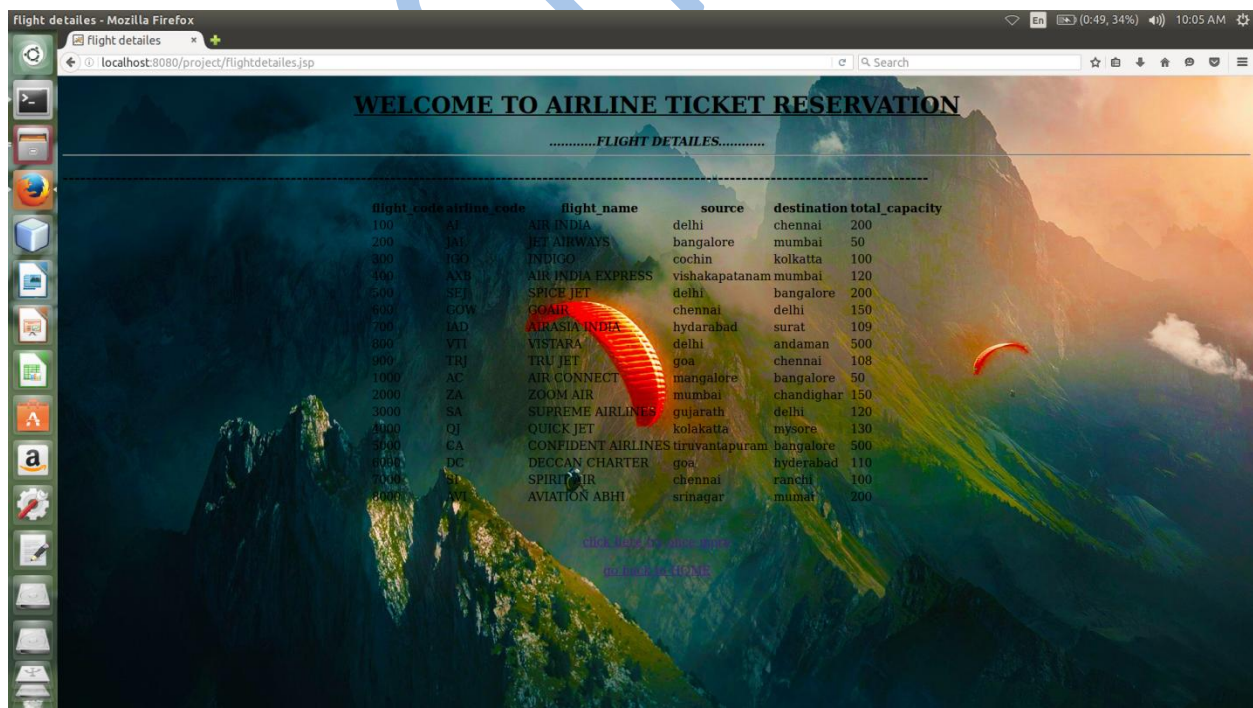 flight detailes - Mozilla Firefox
En (0:49, 34%) 10:05 AM
flight detailes
localhost:8080/project/flightdetailes.jsp Search
WELCOME TO AIRLINE TICKET RESERVATION
............FLIGHT DETAILES............
flight_code airline_code flight_name source destination total_capacity
100 AI AIR INDIA delhi chennai 200
200 JAI JET AIRWAYS bangalore mumbai 50
300 IGO INDIGO cochin kolkatta 100
400 AXB AIR INDIA EXPRESS vishakapatanam mumbai 120
500 SEJ SPICE JET delhi bangalore 200
600 GOW GOAIR chennai delhi 150
700 IAD AIRASIA INDIA hydarabad surat 109
800 VTI VISTARA delhi andaman 500
900 TRJ TRU JET goa chennai 108
1000 AC AIR CONNECT mangalore bangalore 50
2000 ZA ZOOM AIR mumbai chandighar 150
3000 SA SUPREME AIRLINES gujarath delhi 120
4000 QJ QUICK JET kolakatta mysore 130
5000 CA CONFIDENT AIRLINES tiruvantapuram bangalore 500
6000 DC DECCAN CHARTER goa hyderabad 110
7000 SJ SPIRIT AIR chennai ranchi 100
8000 AVI AVIATION ABHI srinagar 200
click here to
go back to HOME